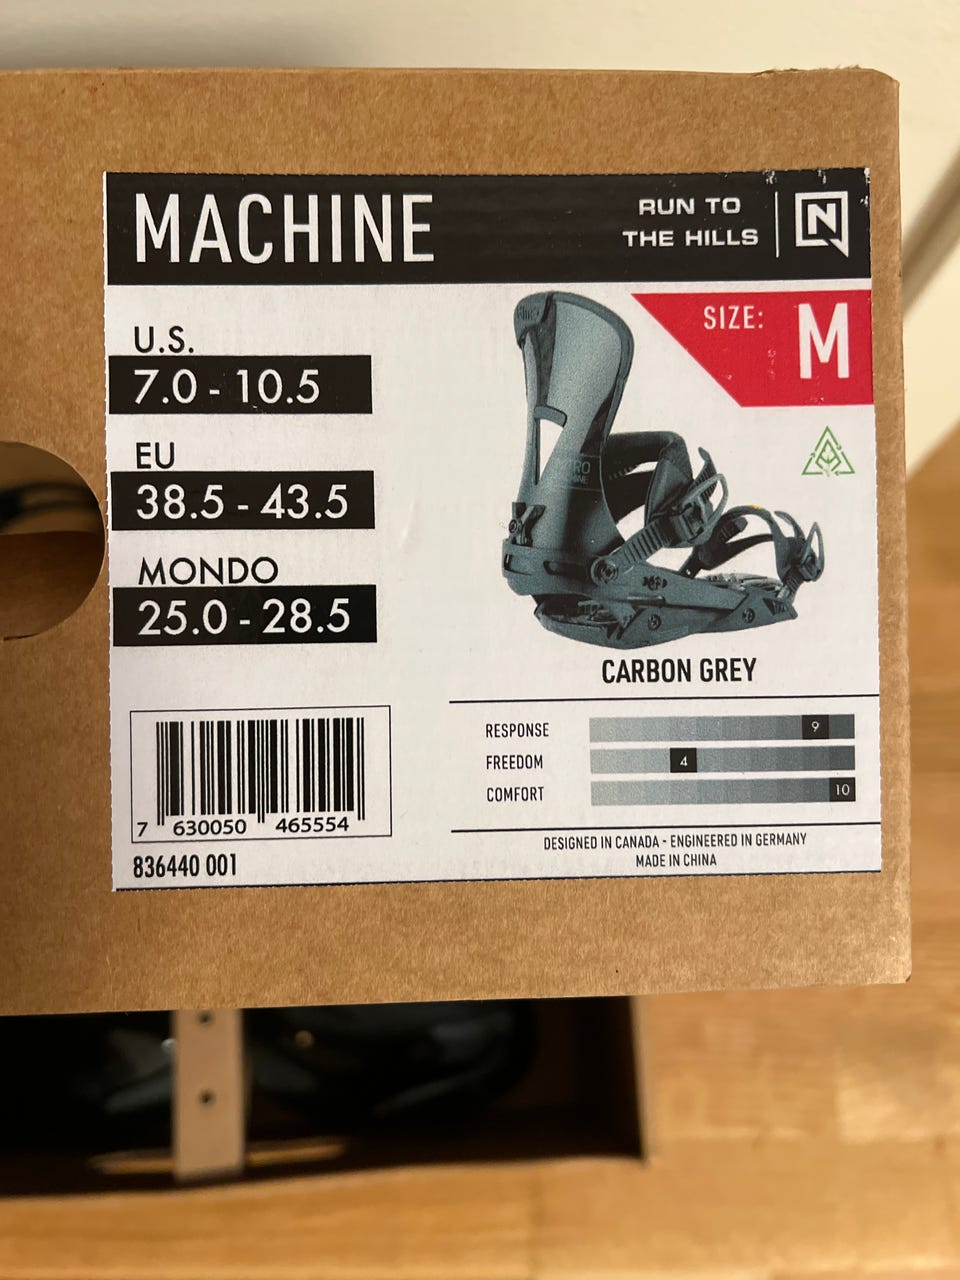 MACHINE
RUN TO
THE HILLS
N
SIZE: M
U.S.
7.0 - 10.5
EU
38.5 - 43.5
MONDO
25.0 - 28.5
CARBON GREY
RESPONSE 9
FREEDOM 4
COMFORT 10
7 630050 465554
836440 001
DESIGNED IN CANADA - ENGINEERED IN GERMANY
MADE IN CHINA